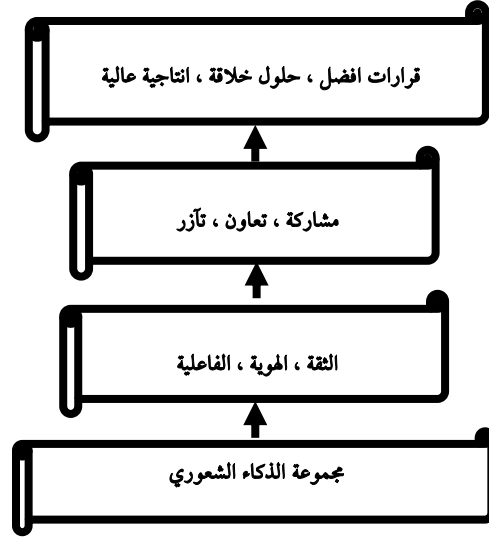 قرارات افضل ، حلول خلاقة ، انتاجية عالية
مشاركة ، تعاون ، تآزر
الثقة ، الهوية ، الفاعلية
مجموعة الذكاء الشعوري